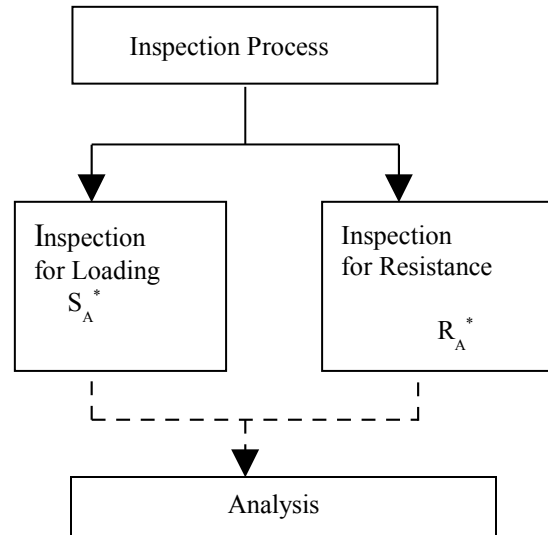 Inspection Process
Inspection
for Loading
S_A^*
Inspection
for Resistance
R_A^*
Analysis